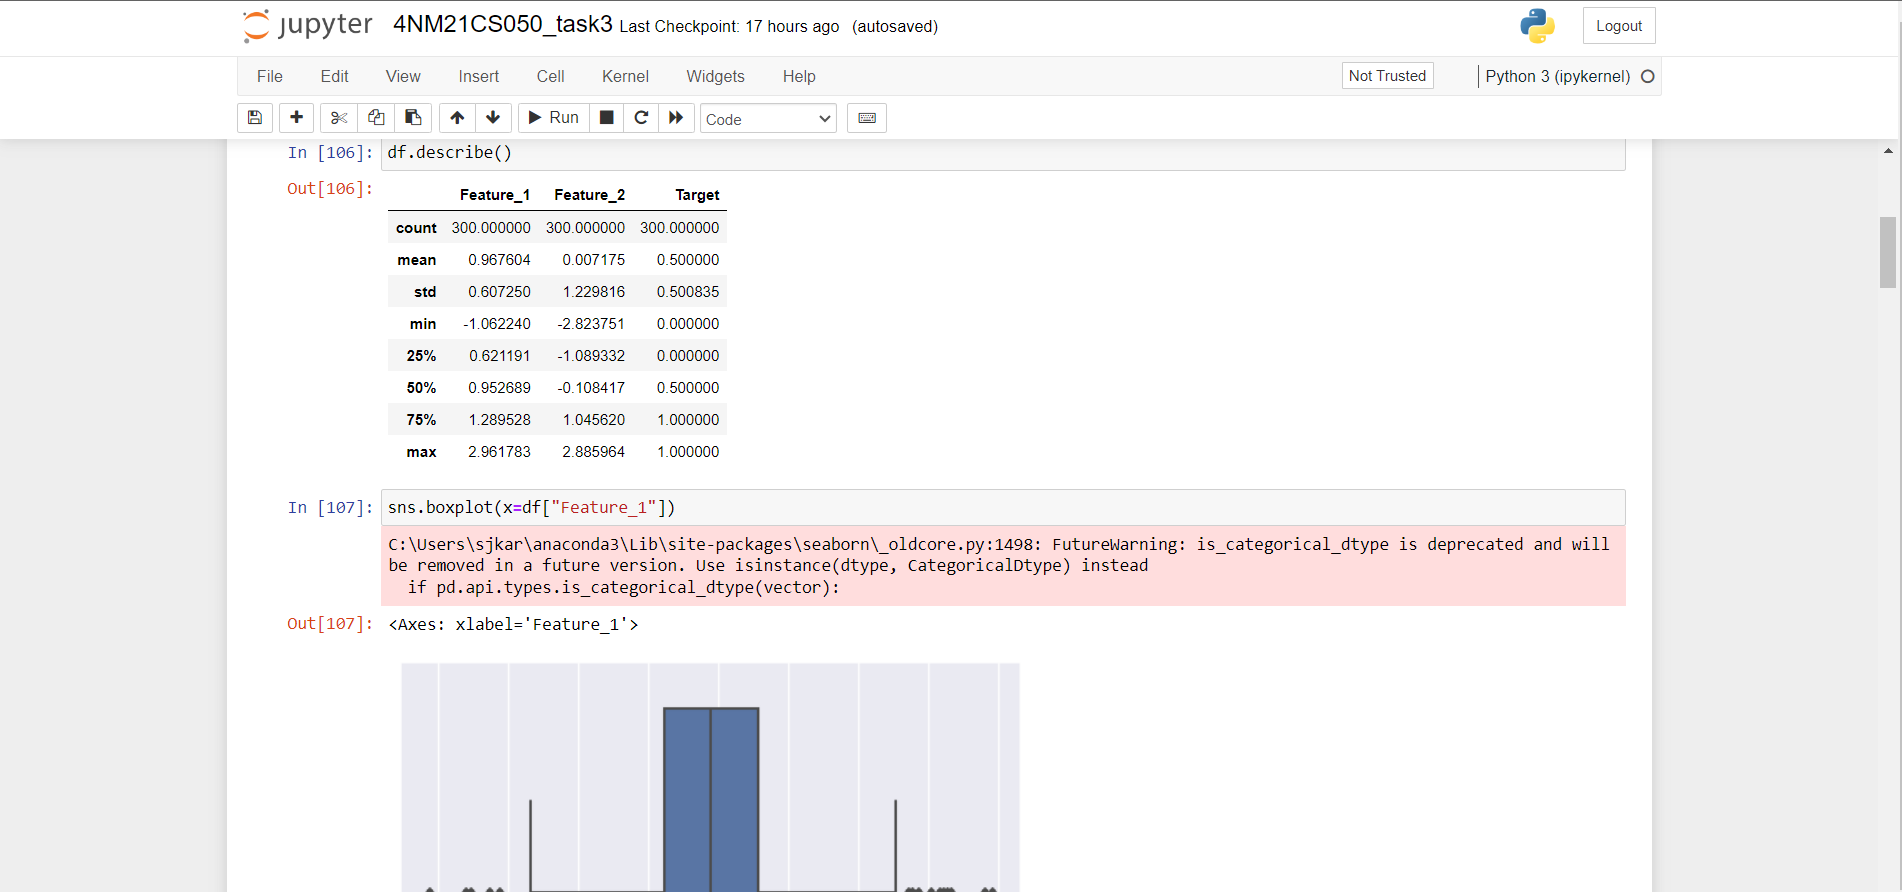 jupyter 4NM21CS050_task3 Last Checkpoint: 17 hours ago (autosaved) Logout
File Edit View Insert Cell Kernel Widgets Help Not Trusted Python 3 (ipykernel)
Run Code
In [106]: df.describe()
Out[106]:
Feature_1 Feature_2 Target
count 300.000000 300.000000 300.000000
mean 0.967604 0.007175 0.500000
std 0.607250 1.229816 0.500835
min -1.062240 -2.823751 0.000000
25% 0.621191 -1.089332 0.000000
50% 0.952689 -0.108417 0.500000
75% 1.289528 1.045620 1.000000
max 2.961783 2.885964 1.000000
In [107]: sns.boxplot(x=df["Feature_1"])
C:\Users\sjkar\anaconda3\Lib\site-packages\seaborn\_oldcore.py:1498: FutureWarning: is_categorical_dtype is deprecated and will
be removed in a future version. Use isinstance(dtype, CategoricalDtype) instead
if pd.api.types.is_categorical_dtype(vector):
Out[107]: <Axes: xlabel='Feature_1'>